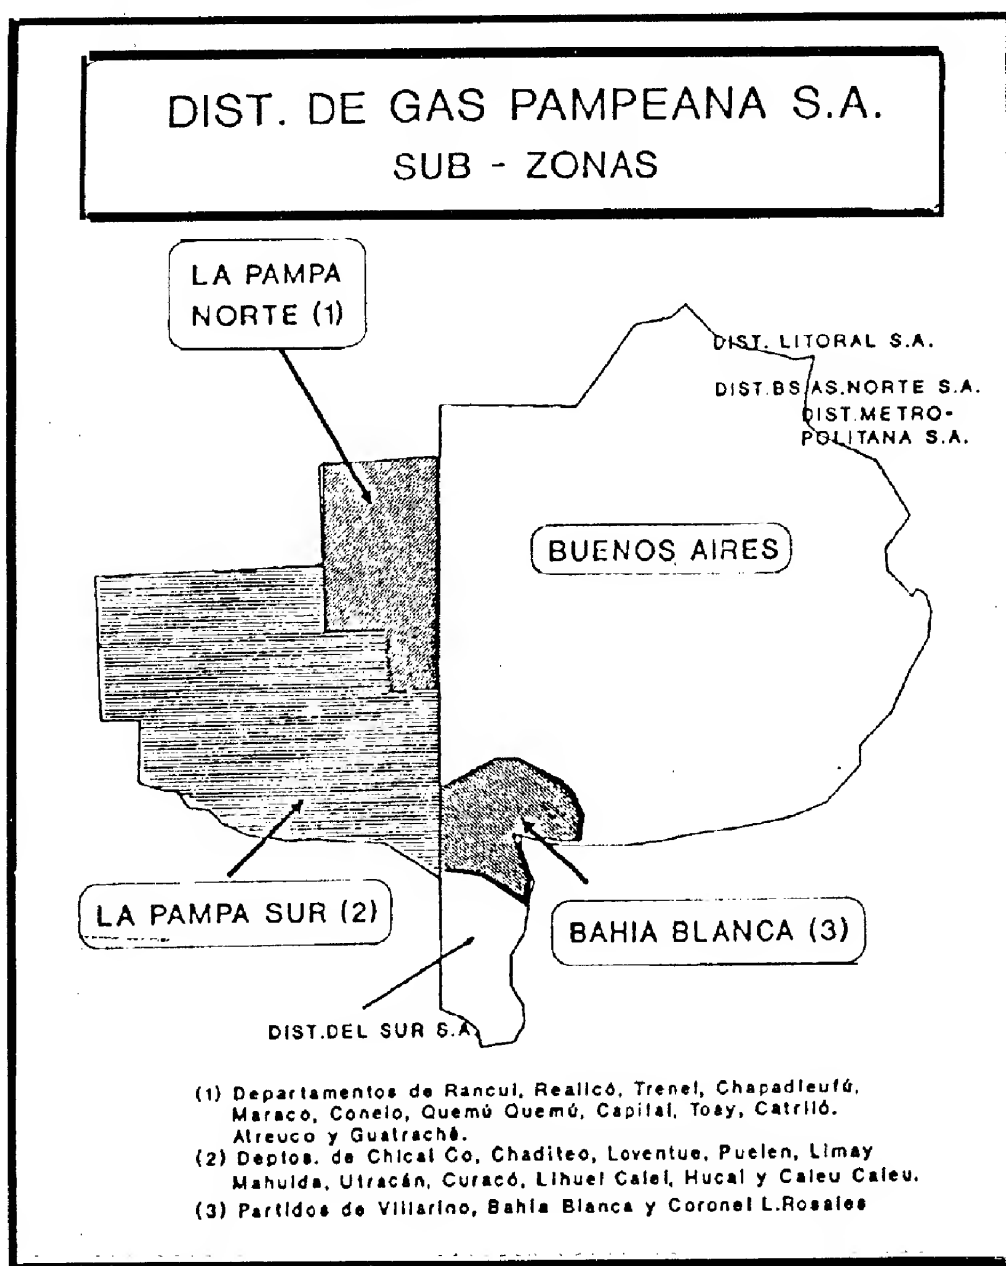 DIST. DE GAS PAMPEANA S.A.
SUB - ZONAS
LA PAMPA
NORTE (1)
DIST. LITORAL S.A.
DIST.BS.AS.NORTE S.A.
DIST.METRO-
POLITANA S.A.
BUENOS AIRES
LA PAMPA SUR (2)
BAHIA BLANCA (3)
DIST.DEL SUR S.A.
(1) Departamentos de Rancul, Realicó, Trenel, Chapadleufú,
Maracó, Conelo, Quemú Quemú, Capital, Toay, Catriló.
Atreuco y Guatraché.
(2) Deptos. de Chical Co, Chadileo, Loventue, Puelen, Limay
Mahuida, Utracán, Curacó, Lihuel Calel, Hucal y Caleu Caleu.
(3) Partidos de Villarino, Bahia Blanca y Coronel L.Rosales